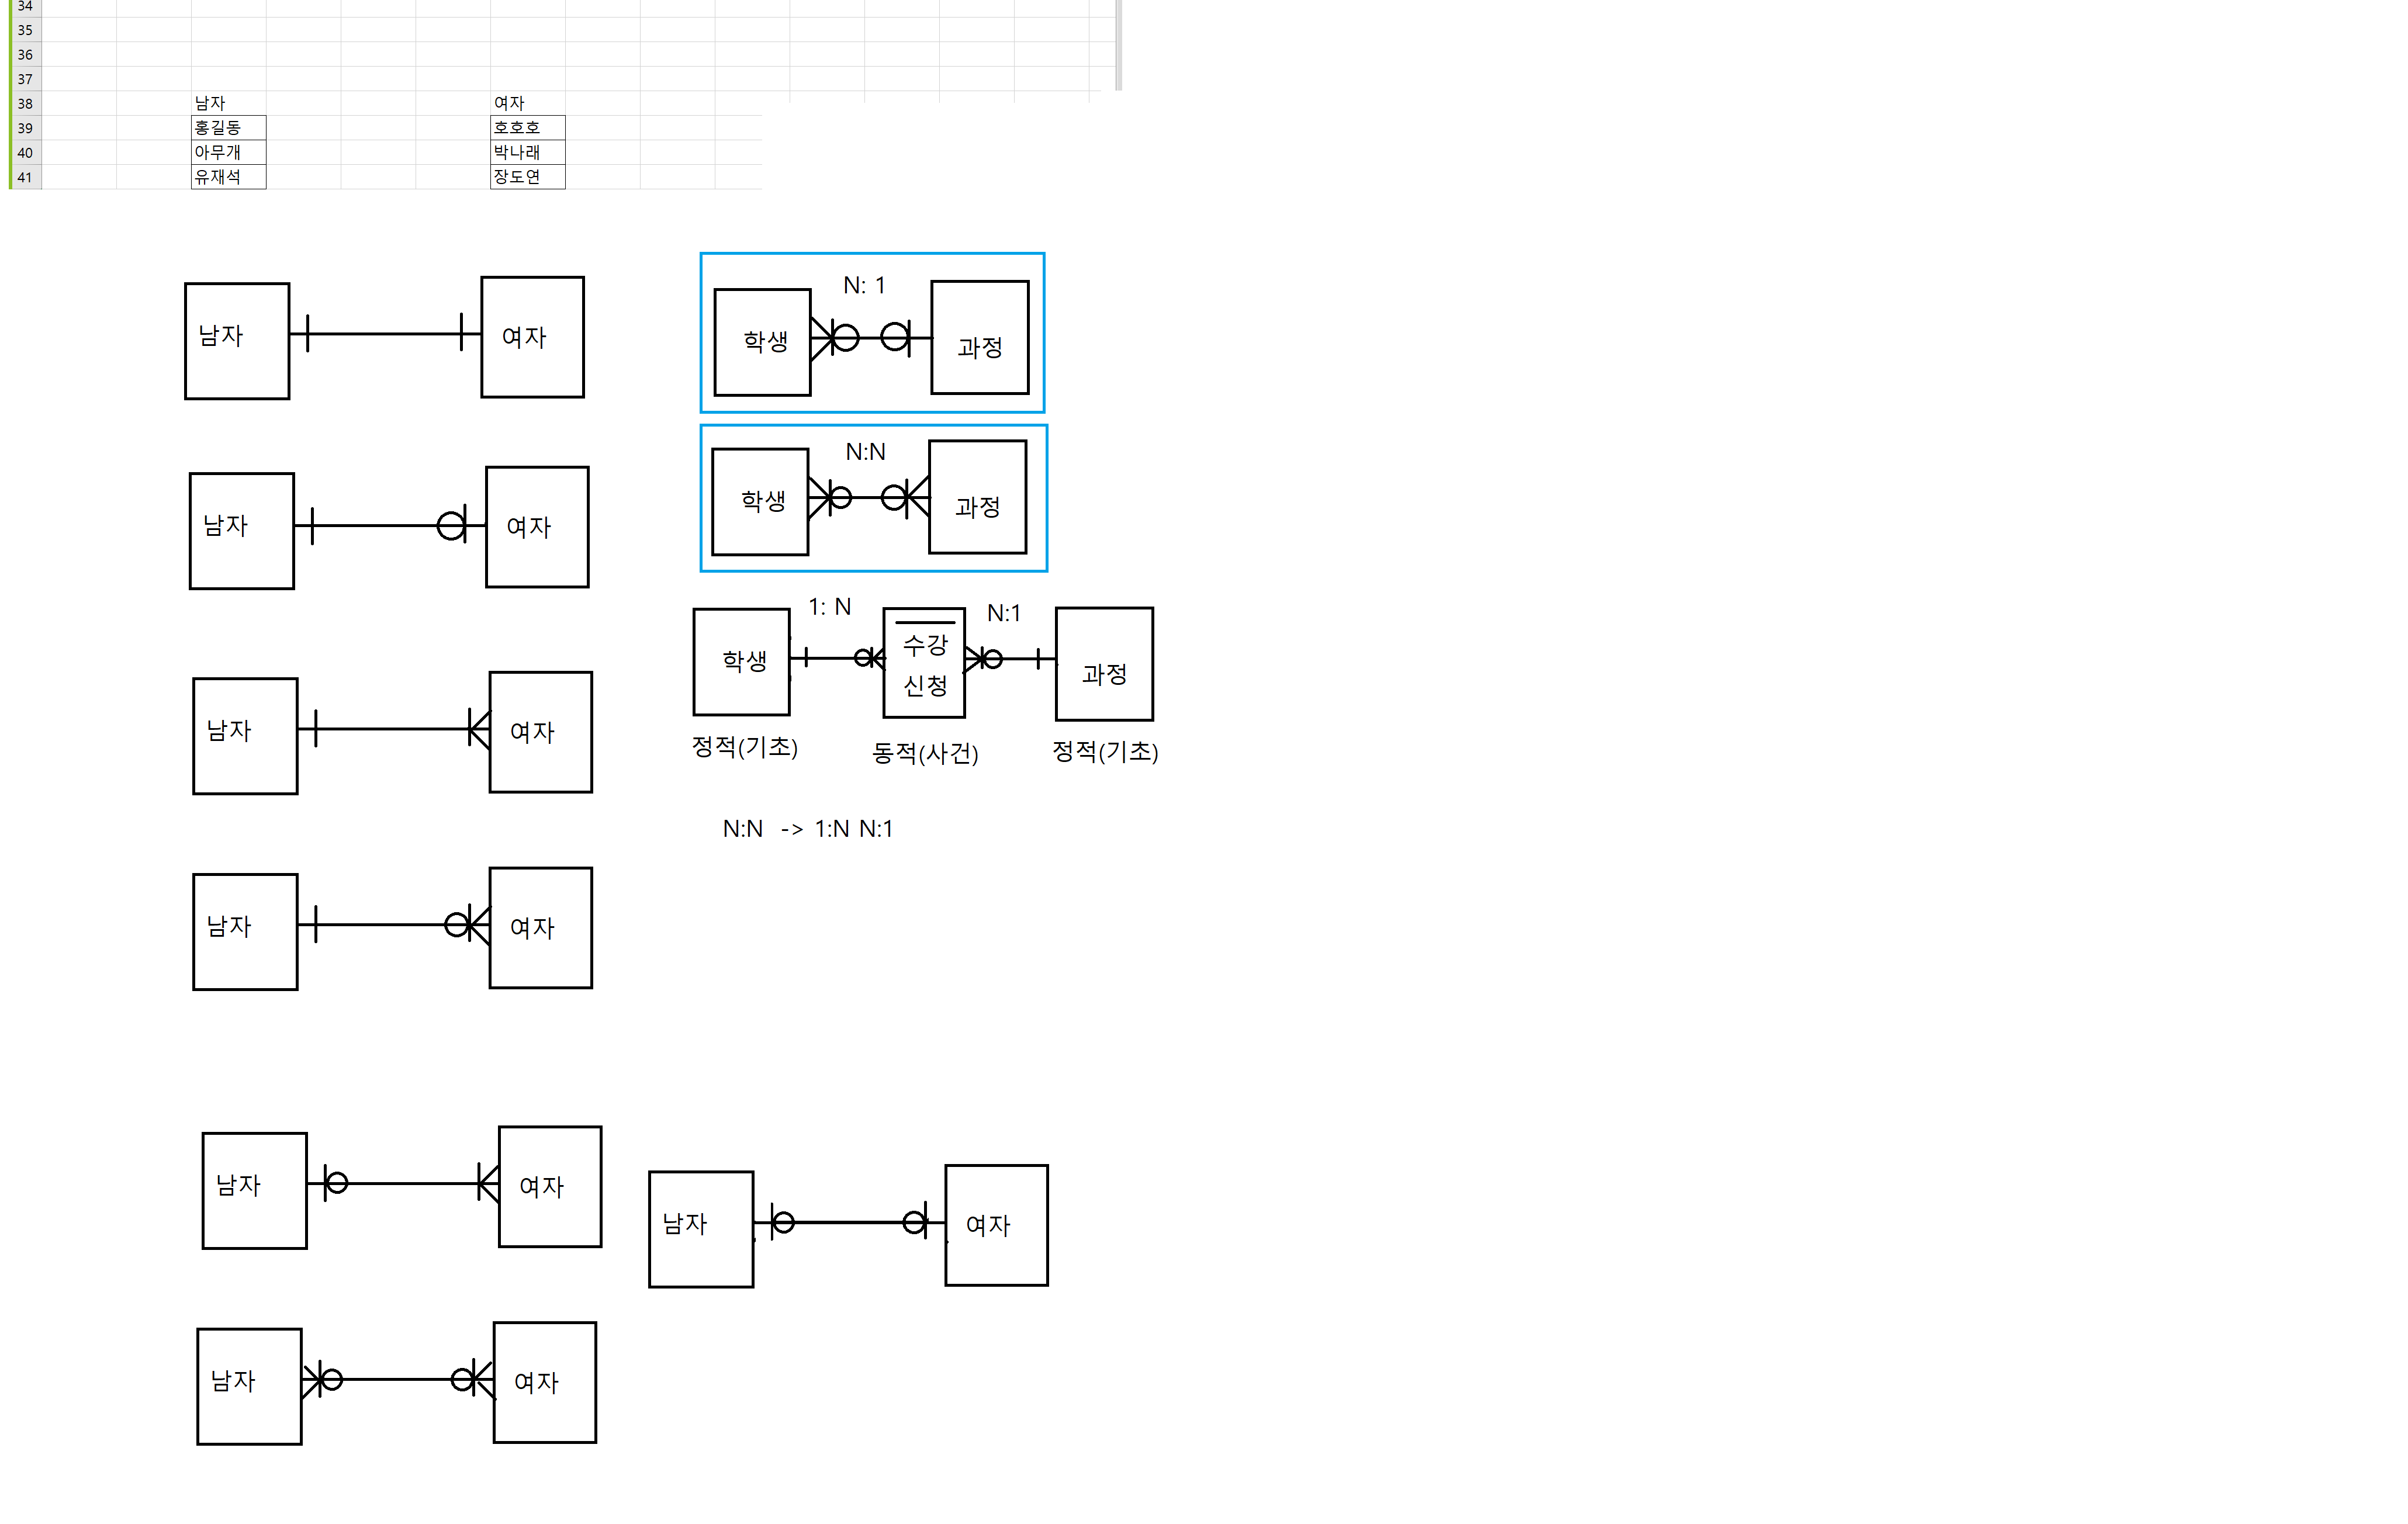 34
35
36
37
38 남자 여자
39 홍길동 호호호
40 아무개 박나래
41 유재석 장도연
남자 여자
N: 1
학생 과정
남자 여자
N:N
학생 과정
1: N N:1
학생 수강 신청 과정
정적(기초) 동적(사건) 정적(기초)
남자 여자
N:N -> 1:N N:1
남자 여자
남자 여자
남자 여자
남자 여자